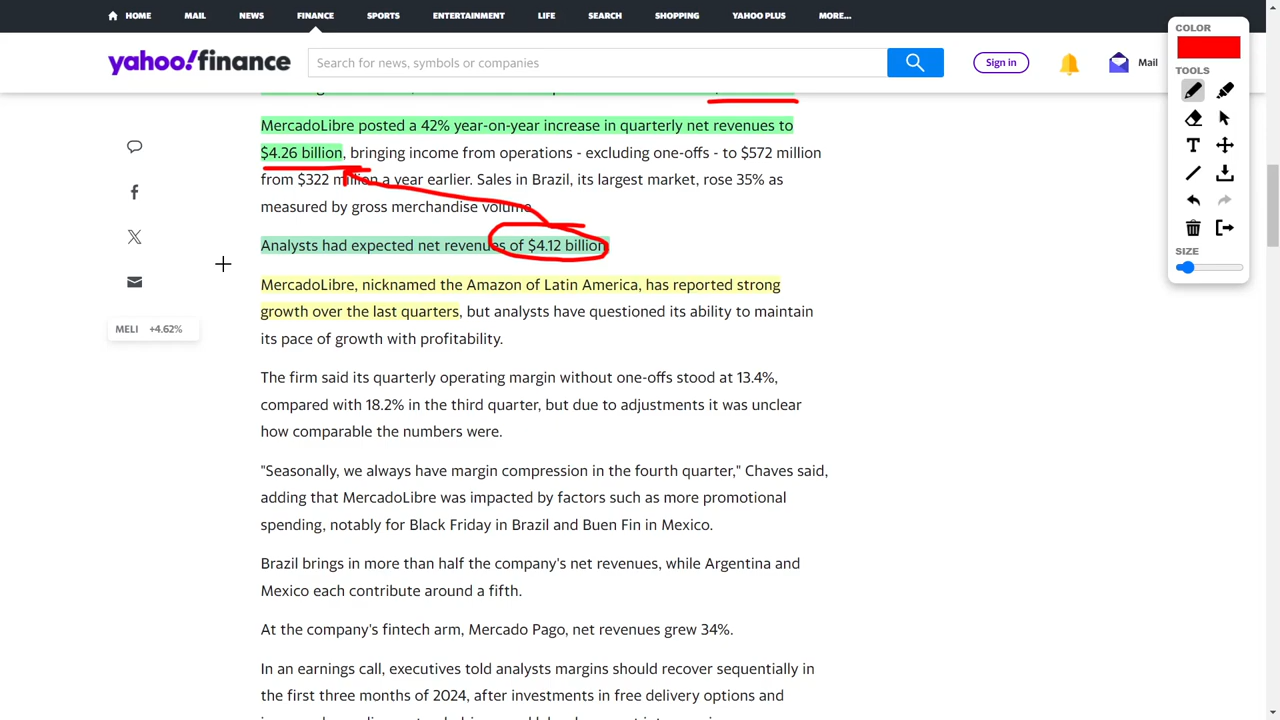 HOME MAIL NEWS FINANCE SPORTS ENTERTAINMENT LIFE SEARCH SHOPPING YAHOO PLUS MORE...
yahoo!finance
Search for news, symbols or companies
Sign in
Mail
MercadoLibre posted a 42% year-on-year increase in quarterly net revenues to
$4.26 billion, bringing income from operations - excluding one-offs - to $572 million
from $322 million a year earlier. Sales in Brazil, its largest market, rose 35% as
measured by gross merchandise volume.
Analysts had expected net revenues of $4.12 billion
MercadoLibre, nicknamed the Amazon of Latin America, has reported strong
growth over the last quarters, but analysts have questioned its ability to maintain
its pace of growth with profitability.
The firm said its quarterly operating margin without one-offs stood at 13.4%,
compared with 18.2% in the third quarter, but due to adjustments it was unclear
how comparable the numbers were.
"Seasonally, we always have margin compression in the fourth quarter," Chaves said,
adding that MercadoLibre was impacted by factors such as more promotional
spending, notably for Black Friday in Brazil and Buen Fin in Mexico.
Brazil brings in more than half the company's net revenues, while Argentina and
Mexico each contribute around a fifth.
At the company's fintech arm, Mercado Pago, net revenues grew 34%.
In an earnings call, executives told analysts margins should recover sequentially in
the first three months of 2024, after investments in free delivery options and
MELI +4.62%
COLOR
TOOLS
T
SIZE